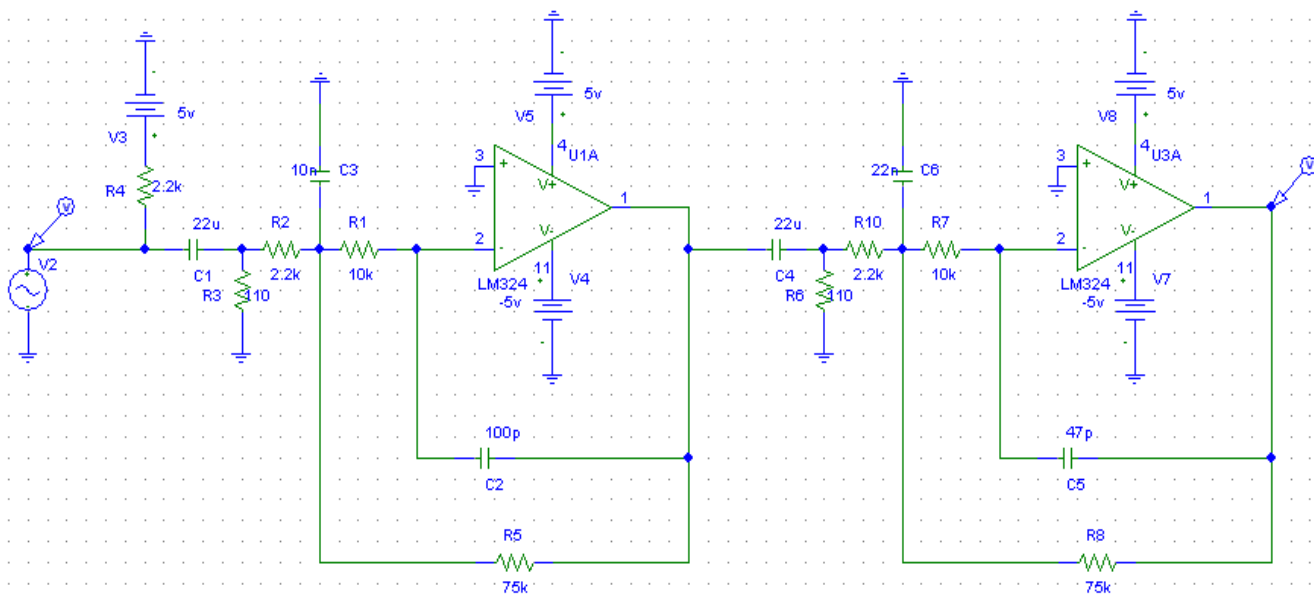 -
-
-
5v
5v
5v
V3
+
V5
+
V8
+
4
U1A
4
U3A
3
+
3
+
10n
C3
22n
C6
R4
2.2k
V+
V+
V
1
V
1
22u
R2
R1
V-
22u
R10
R7
V-
2
-
2
-
V2
+
C1
2.2k
10k
11
V4
C4
2.2k
10k
11
V7
R3
110
LM324
+
R6
110
LM324
+
-
-5v
-5v
-
-
100p
47p
C2
C5
R5
R8
75k
75k